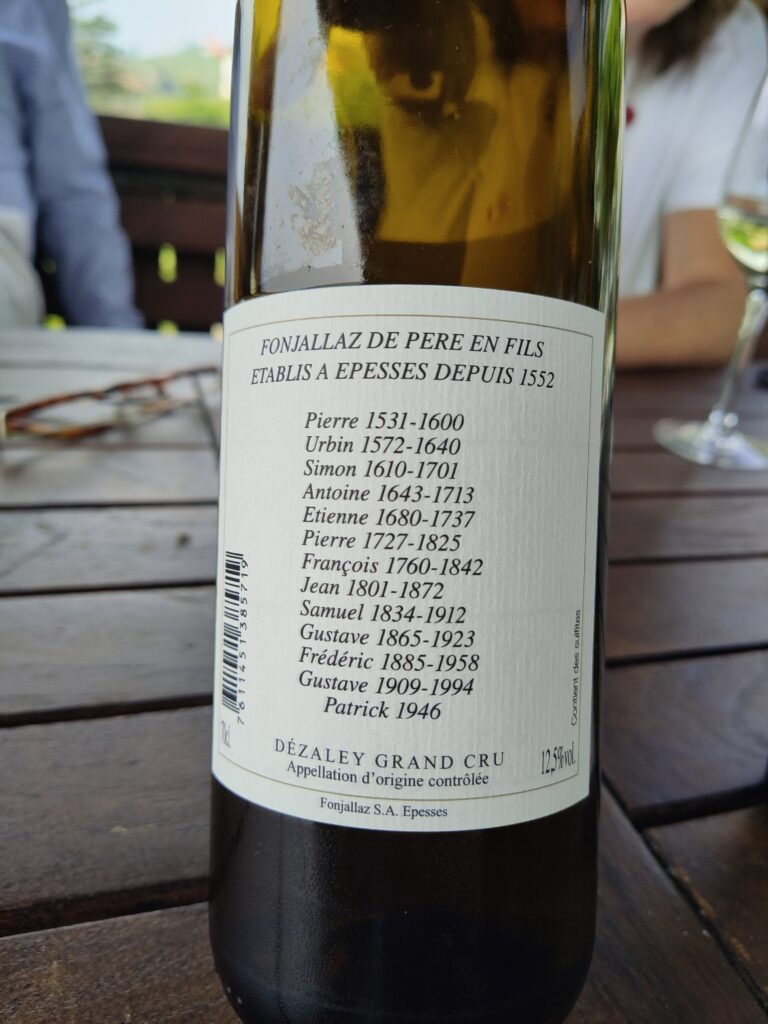 FONJALLAZ DE PERE EN FILS
ETABLIS A EPESSES DEPUIS 1552
Pierre 1531-1600
Urbin 1572-1640
Simon 1610-1701
Antoine 1643-1713
Etienne 1680-1737
Pierre 1727-1825
François 1760-1842
Jean 1801-1872
Samuel 1834-1912
Gustave 1865-1923
Frédéric 1885-1958
Gustave 1909-1994
Patrick 1946
7611451385719
Contient des sulfites
DÉZALEY GRAND CRU
Appellation d'origine contrôlée
70cl.
12,5%vol.
Fonjallaz S.A. Epesses